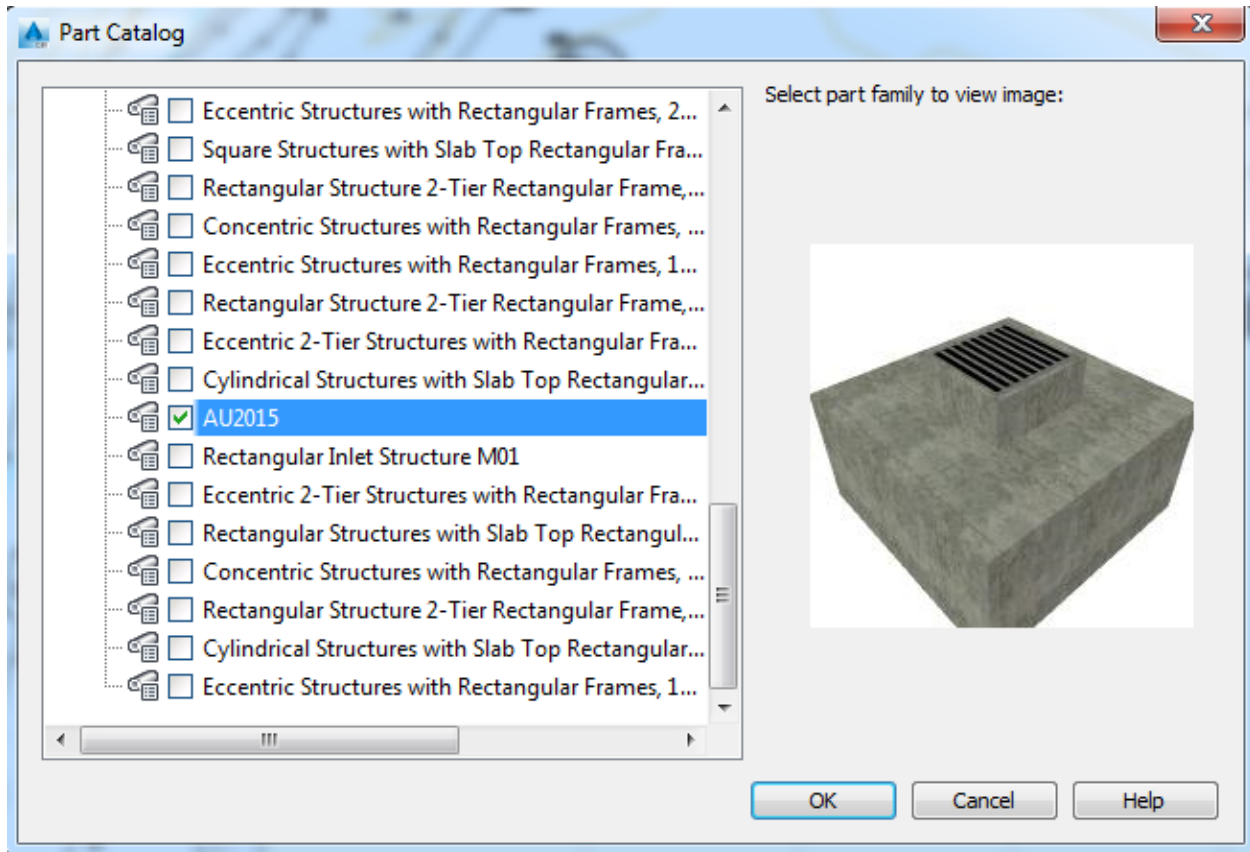 Part Catalog
Select part family to view image:
Eccentric Structures with Rectangular Frames, 2...
Square Structures with Slab Top Rectangular Fra...
Rectangular Structure 2-Tier Rectangular Frame,...
Concentric Structures with Rectangular Frames, ...
Eccentric Structures with Rectangular Frames, 1...
Rectangular Structure 2-Tier Rectangular Frame,...
Eccentric 2-Tier Structures with Rectangular Fra...
Cylindrical Structures with Slab Top Rectangular...
AU2015
Rectangular Inlet Structure M01
Eccentric 2-Tier Structures with Rectangular Fra...
Rectangular Structures with Slab Top Rectangul...
Concentric Structures with Rectangular Frames, ...
Rectangular Structure 2-Tier Rectangular Frame,...
Cylindrical Structures with Slab Top Rectangular...
Eccentric Structures with Rectangular Frames, 1...
OK Cancel Help